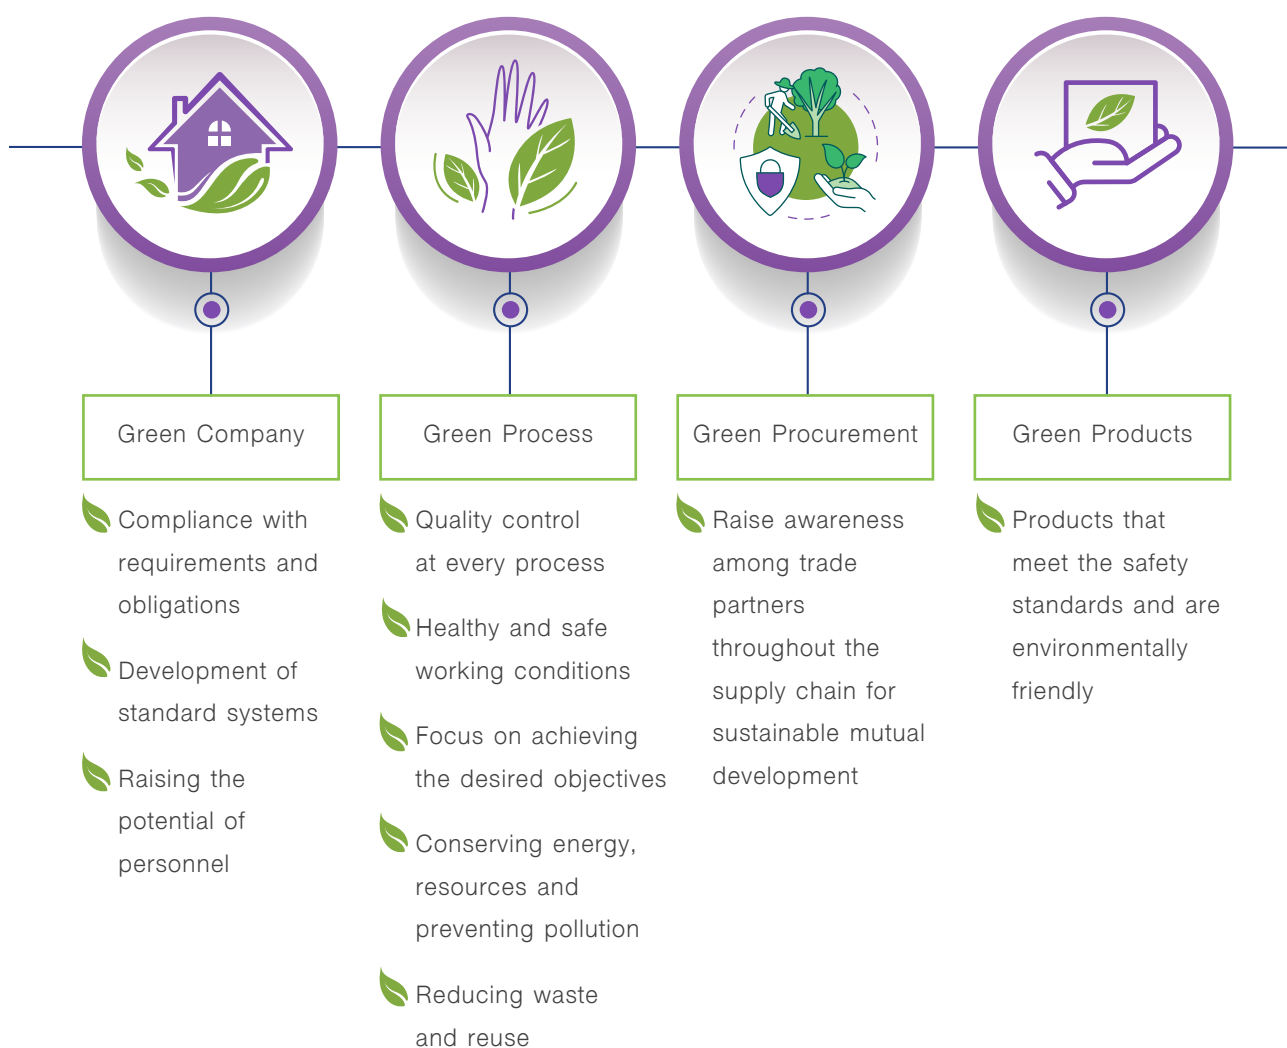 Green Company
Compliance with
requirements and
obligations
Development of
standard systems
Raising the
potential of
personnel
Green Process
Quality control
at every process
Healthy and safe
working conditions
Focus on achieving
the desired objectives
Conserving energy,
resources and
preventing pollution
Reducing waste
and reuse
Green Procurement
Raise awareness
among trade
partners
throughout the
supply chain for
sustainable mutual
development
Green Products
Products that
meet the safety
standards and are
environmentally
friendly